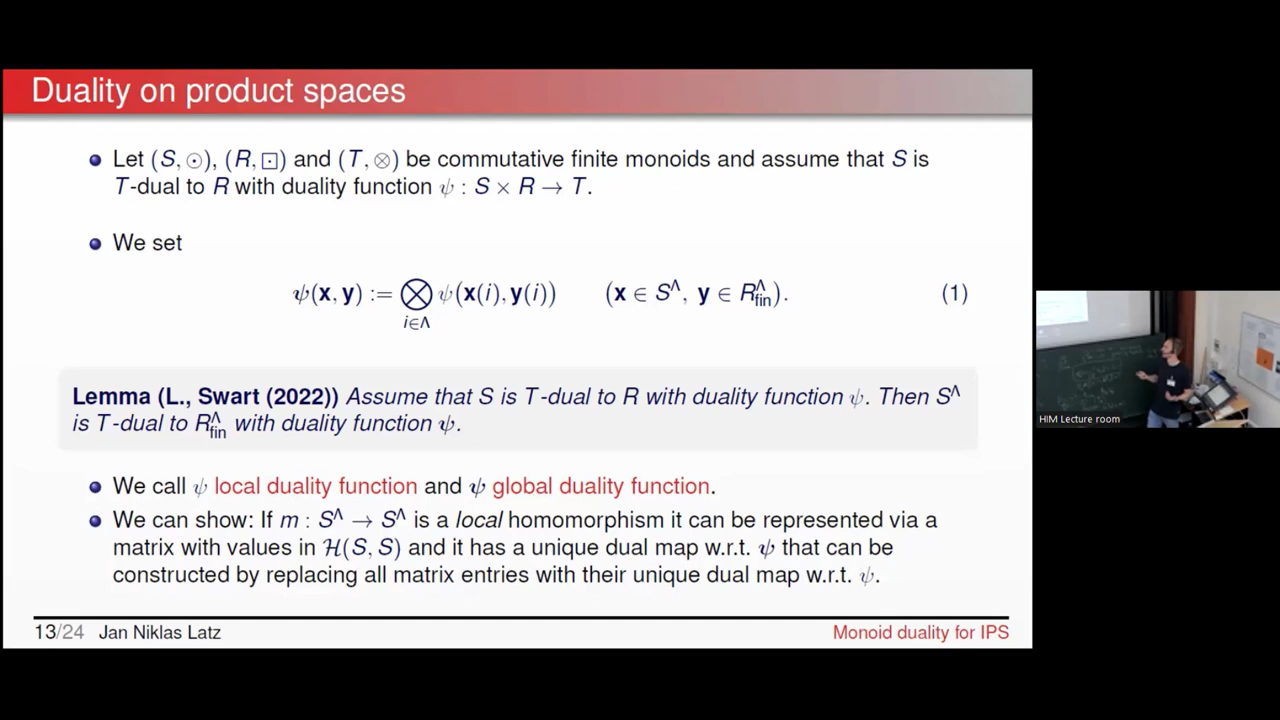 Duality on product spaces
Let (S, ⊙), (R, ⊡) and (T, ⊗) be commutative finite monoids and assume that S is
T-dual to R with duality function ψ : S × R → T.
We set
𝛙(x, y) := ⨂_{i∈Λ} ψ(x(i), y(i)) (x ∈ S^Λ, y ∈ R^Λ_fin). (1)
Lemma (L., Swart (2022)) Assume that S is T-dual to R with duality function ψ. Then S^Λ
is T-dual to R^Λ_fin with duality function 𝛙.
We call ψ local duality function and 𝛙 global duality function.
We can show: If m : S^Λ → S^Λ is a local homomorphism it can be represented via a
matrix with values in ℋ(S, S) and it has a unique dual map w.r.t. 𝛙 that can be
constructed by replacing all matrix entries with their unique dual map w.r.t. ψ.
13/24 Jan Niklas Latz Monoid duality for IPS
HIM Lecture room